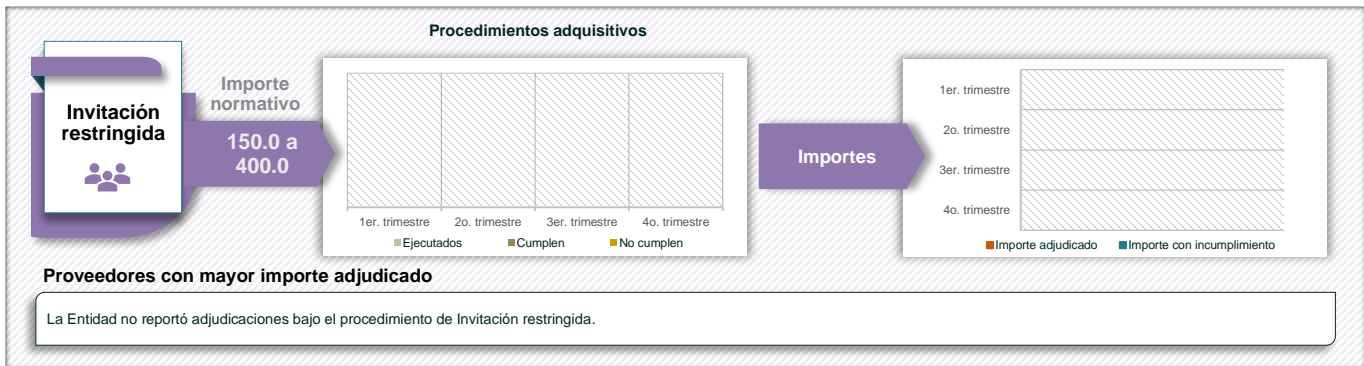 Procedimientos adquisitivos
Invitación
restringida
Importe
normativo
150.0 a
400.0
1er. trimestre
2o. trimestre
3er. trimestre
4o. trimestre
Ejecutados
Cumplen
No cumplen
Importes
1er. trimestre
2o. trimestre
3er. trimestre
4o. trimestre
Importe adjudicado
Importe con incumplimiento
Proveedores con mayor importe adjudicado
La Entidad no reportó adjudicaciones bajo el procedimiento de Invitación restringida.